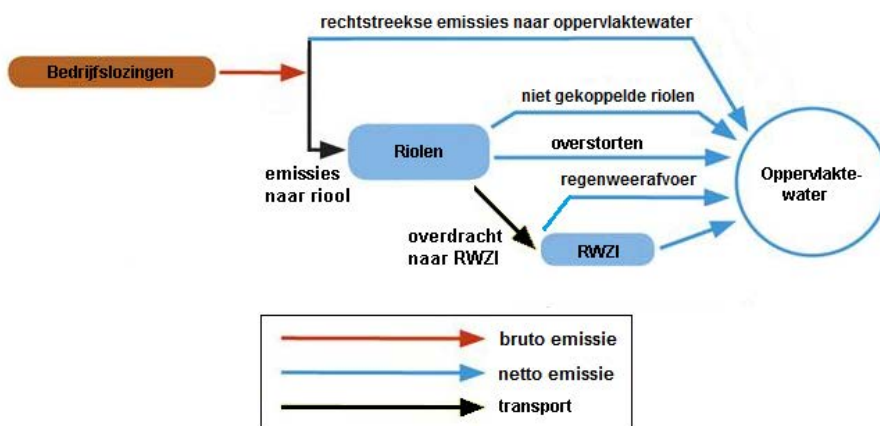 rechtstreekse emissies naar oppervlaktewater
Bedrijfslozingen
niet gekoppelde riolen
Riolen
overstorten
emissies
naar riool
regenweerafvoer
Oppervlakte-
water
overdracht
naar RWZI
RWZI
bruto emissie
netto emissie
transport